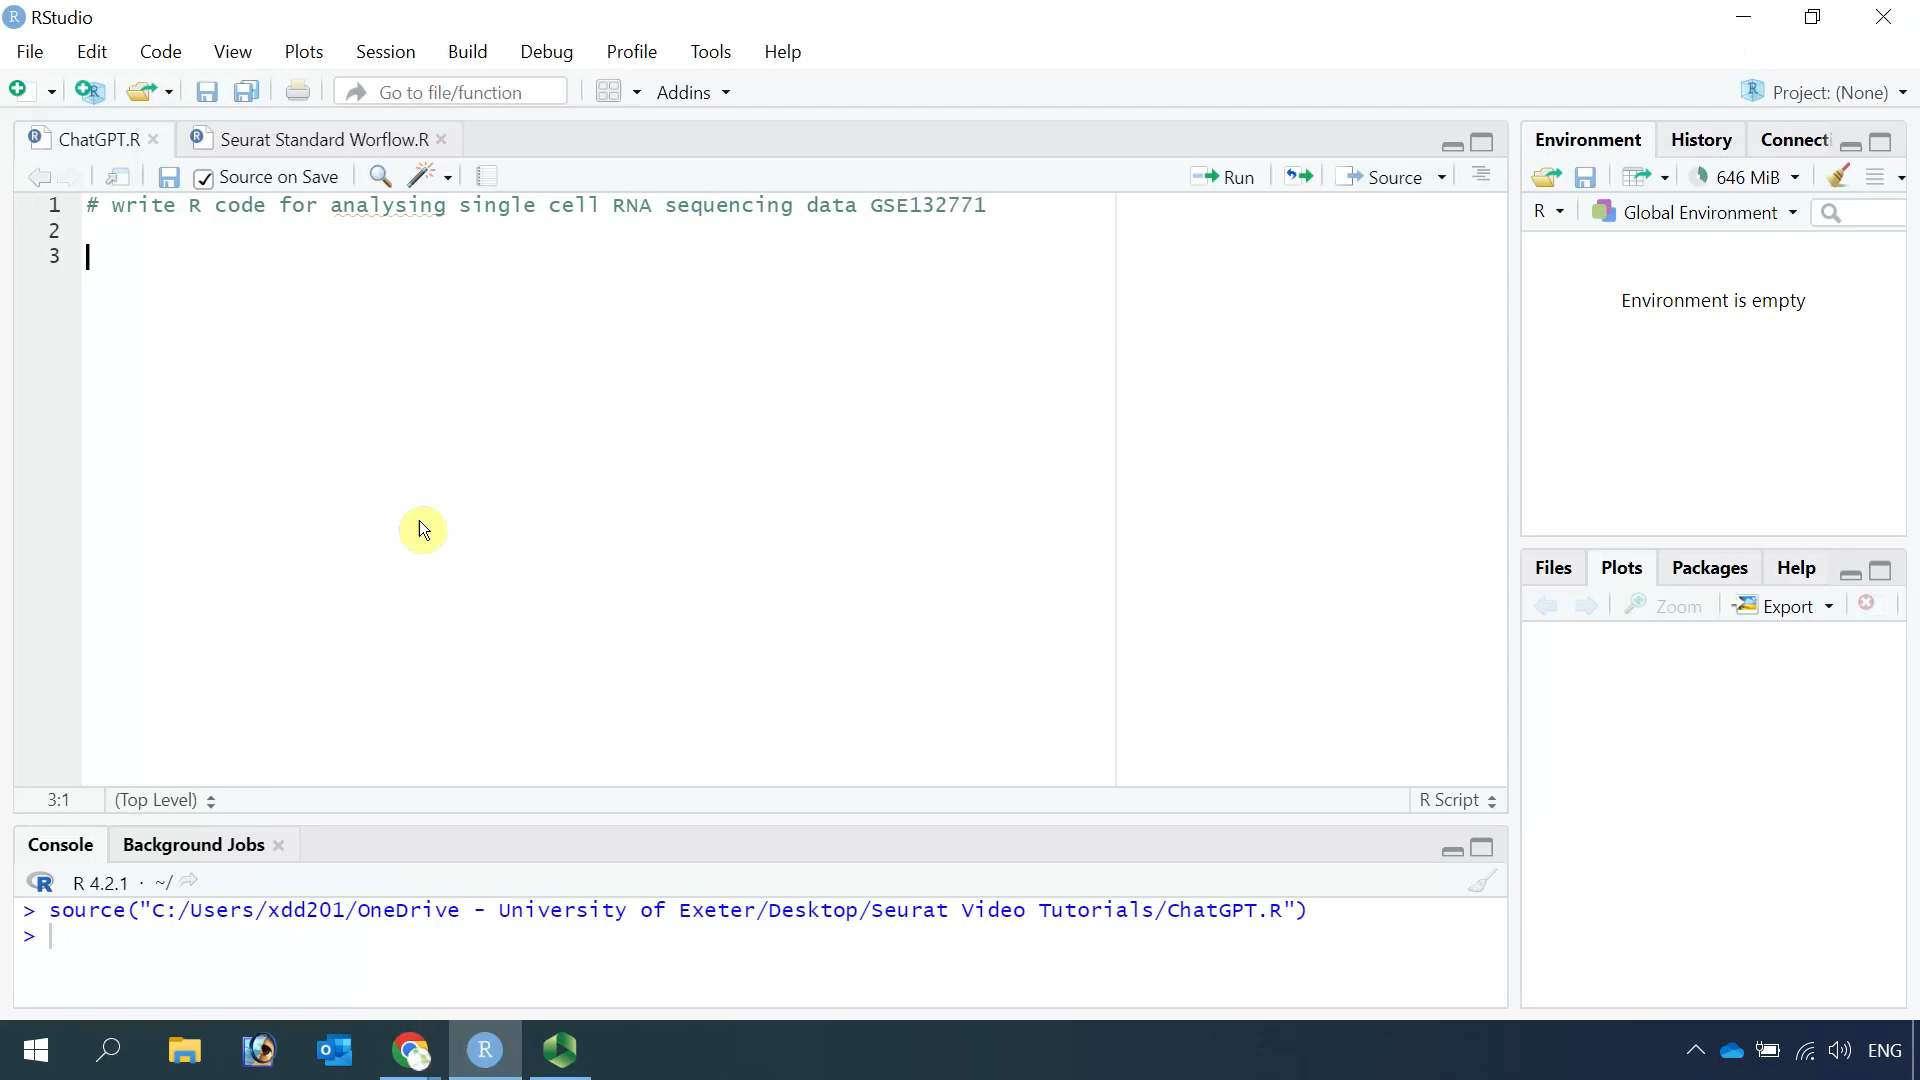 RStudio
File Edit Code View Plots Session Build Debug Profile Tools Help
Go to file/function Addins Project: (None)
ChatGPT.R Seurat Standard Worflow.R
Source on Save Run Source
1 # write R code for analysing single cell RNA sequencing data GSE132771
2
3
3:1 (Top Level) R Script
Console Background Jobs
R 4.2.1 · ~/
> source("C:/Users/xdd201/OneDrive - University of Exeter/Desktop/Seurat Video Tutorials/ChatGPT.R")
>
Environment History Connecti
646 MiB
R Global Environment
Environment is empty
Files Plots Packages Help
Zoom Export
ENG